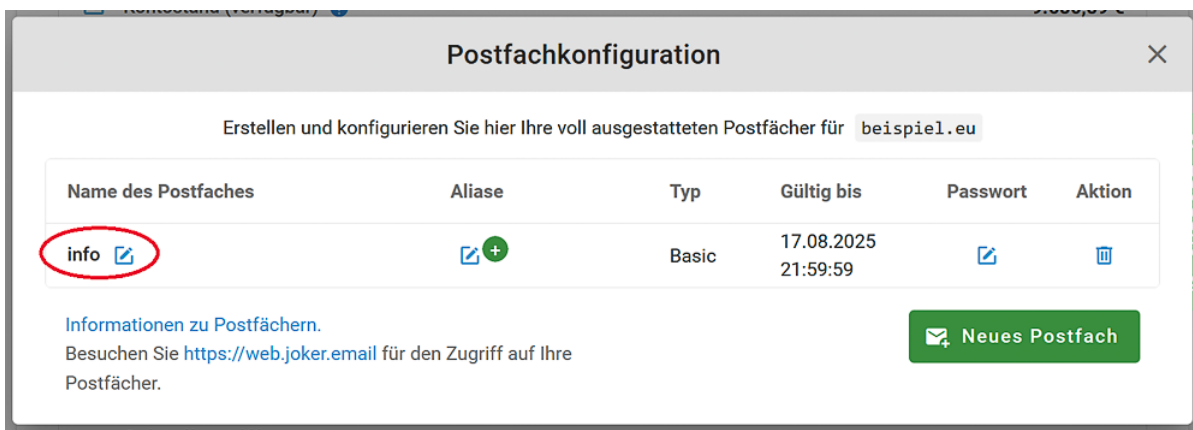 Postfachkonfiguration
Erstellen und konfigurieren Sie hier Ihre voll ausgestatteten Postfächer für beispiel.eu
Name des Postfaches Aliase Typ Gültig bis Passwort Aktion
info Basic 17.08.2025
21:59:59
Informationen zu Postfächern.
Besuchen Sie https://web.joker.email für den Zugriff auf Ihre
Postfächer.
Neues Postfach